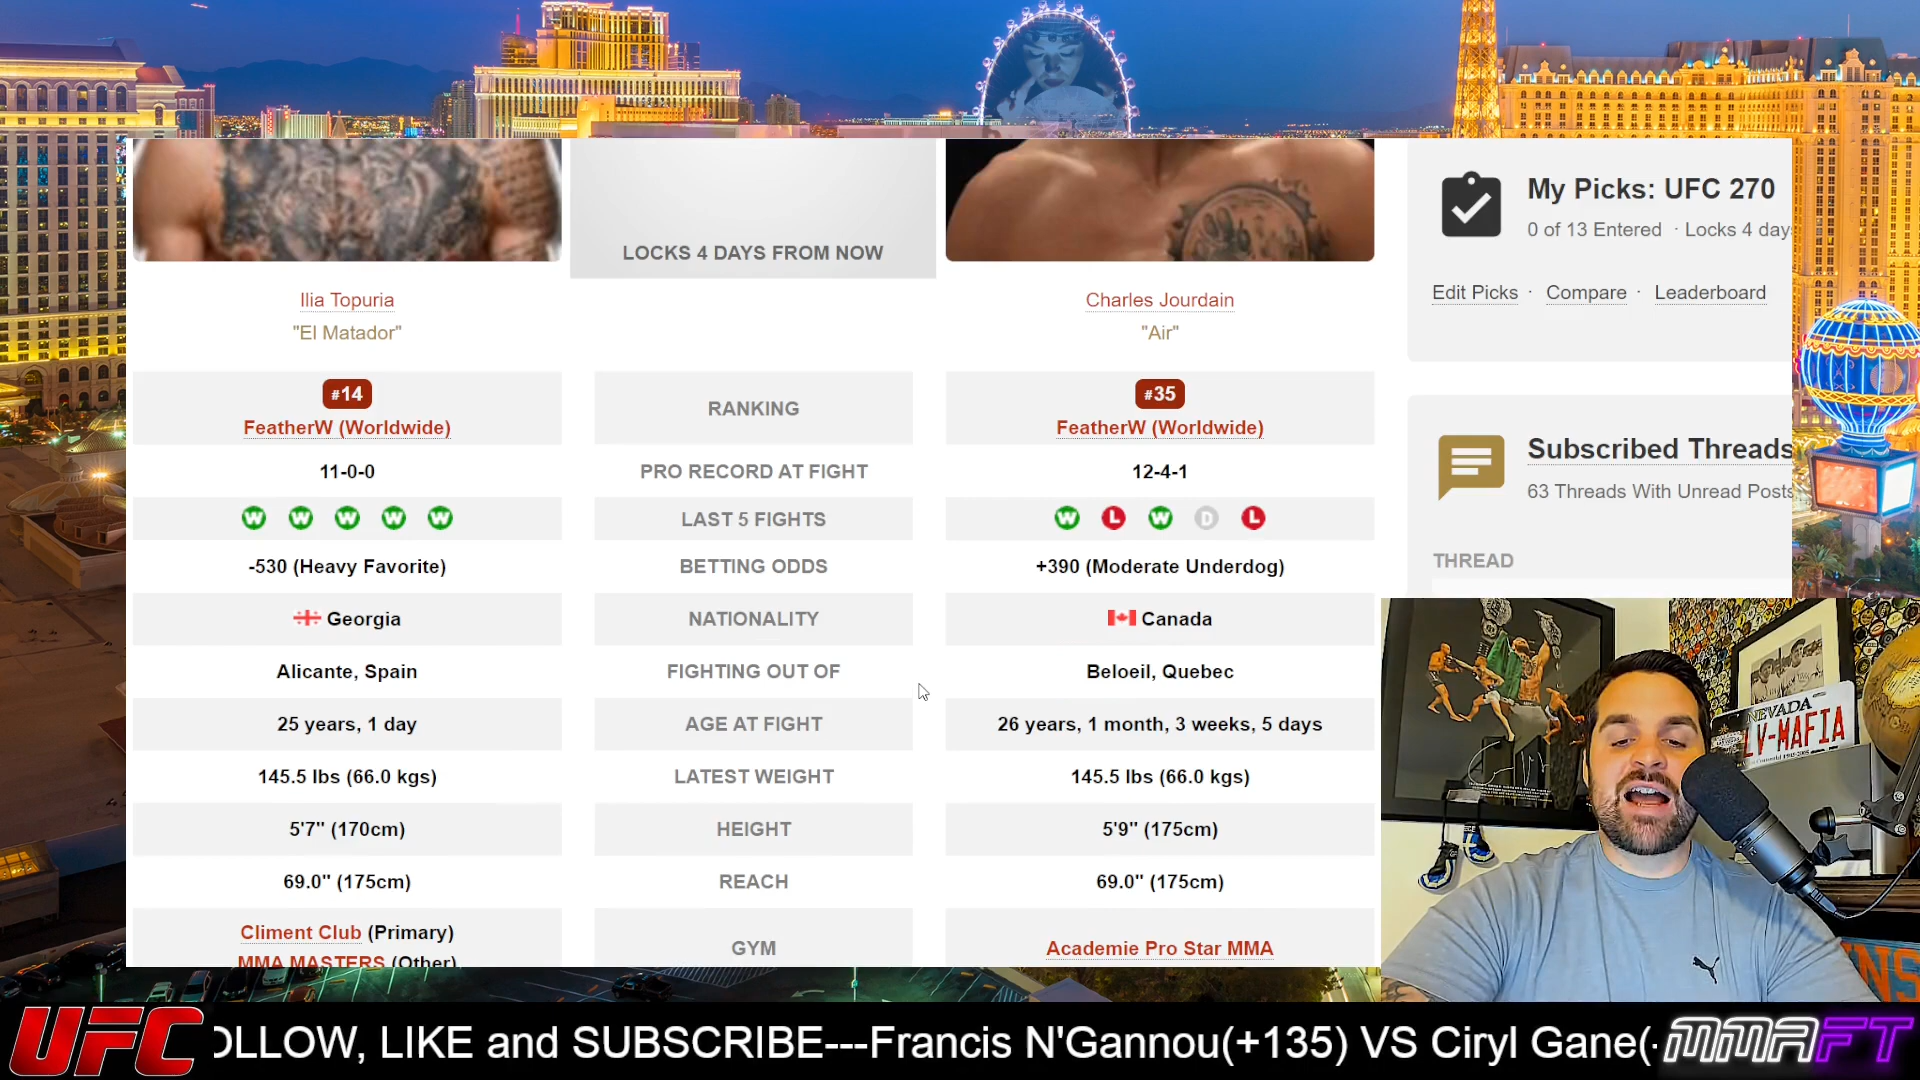 LOCKS 4 DAYS FROM NOW
Ilia Topuria
"El Matador"
Charles Jourdain
"Air"
#14
FeatherW (Worldwide)
RANKING
#35
FeatherW (Worldwide)
11-0-0
PRO RECORD AT FIGHT
12-4-1
W W W W W
LAST 5 FIGHTS
W L W D L
-530 (Heavy Favorite)
BETTING ODDS
+390 (Moderate Underdog)
Georgia
NATIONALITY
Canada
Alicante, Spain
FIGHTING OUT OF
Beloeil, Quebec
25 years, 1 day
AGE AT FIGHT
26 years, 1 month, 3 weeks, 5 days
145.5 lbs (66.0 kgs)
LATEST WEIGHT
145.5 lbs (66.0 kgs)
5'7" (170cm)
HEIGHT
5'9" (175cm)
69.0" (175cm)
REACH
69.0" (175cm)
Climent Club (Primary)
MMA MASTERS (Other)
GYM
Academie Pro Star MMA
My Picks: UFC 270
0 of 13 Entered · Locks 4 days
Edit Picks · Compare · Leaderboard
Subscribed Threads
63 Threads With Unread Posts
THREAD
NEVADA
LV-MAFIA
NS
UFC
OLLOW, LIKE and SUBSCRIBE---Francis N'Gannou(+135) VS Ciryl Gane(-
MMAFT